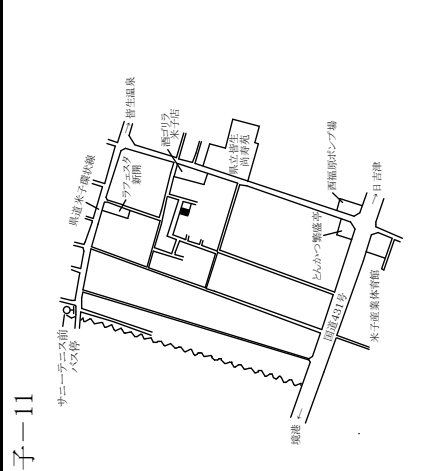 子－11
サニーテニス前
バス停
県道米子環状線
ラフェスタ
新開
→ 皆生温泉
酒ゴリラ
米子店
県立皆生
尚寿苑
西福原ポンプ場
→ 日吉津
とんかつ繁盛亭
国道431号
米子産業体育館
境港 ←